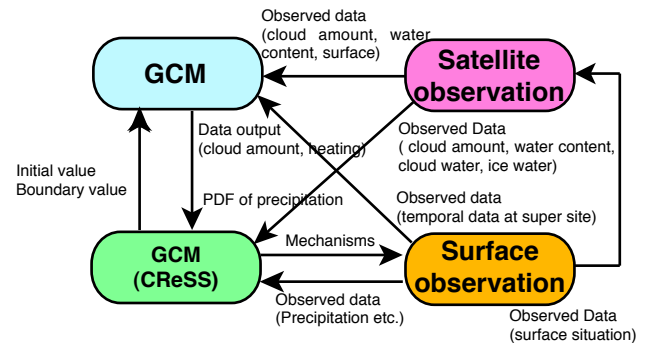 Observed data
(cloud amount, water
content, surface)
GCM
Satellite
observation
Data output
(cloud amount, heating)
Observed Data
( cloud amount, water content,
cloud water, ice water)
Initial value
Boundary value
PDF of precipitation
Observed data
(temporal data at super site)
GCM
(CReSS)
Mechanisms
Surface
observation
Observed data
(Precipitation etc.)
Observed Data
(surface situation)